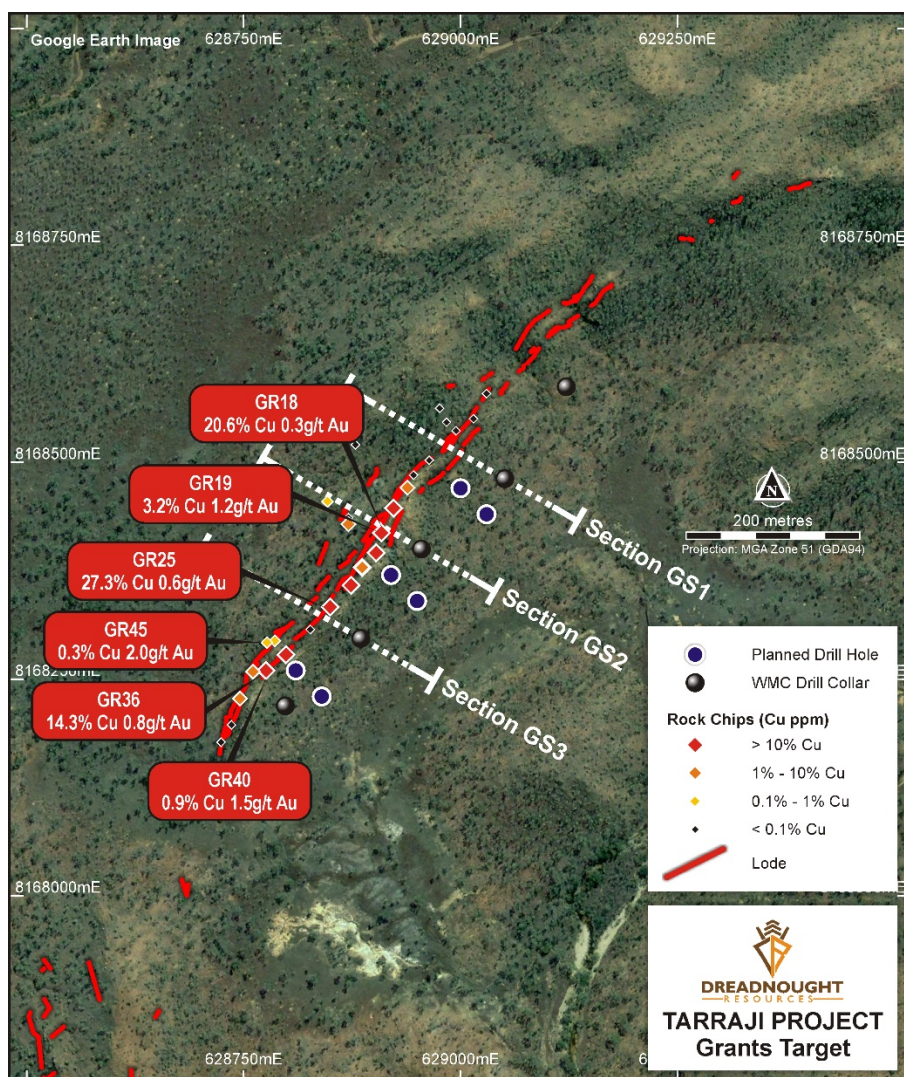 Google Earth Image
628750mE
629000mE
629250mE
8168750mE
8168750mE
GR18
20.6% Cu 0.3g/t Au
8168500mE
8168500mE
GR19
3.2% Cu 1.2g/t Au
N
200 metres
Projection: MGA Zone 51 (GDA94)
Section GS1
GR25
27.3% Cu 0.6g/t Au
Section GS2
GR45
0.3% Cu 2.0g/t Au
8168250mE
Section GS3
GR36
14.3% Cu 0.8g/t Au
GR40
0.9% Cu 1.5g/t Au
Planned Drill Hole
WMC Drill Collar
Rock Chips (Cu ppm)
> 10% Cu
1% - 10% Cu
0.1% - 1% Cu
< 0.1% Cu
Lode
8168000mE
8168000mE
DREADNOUGHT
RESOURCES
TARRAJI PROJECT
Grants Target
628750mE
629000mE